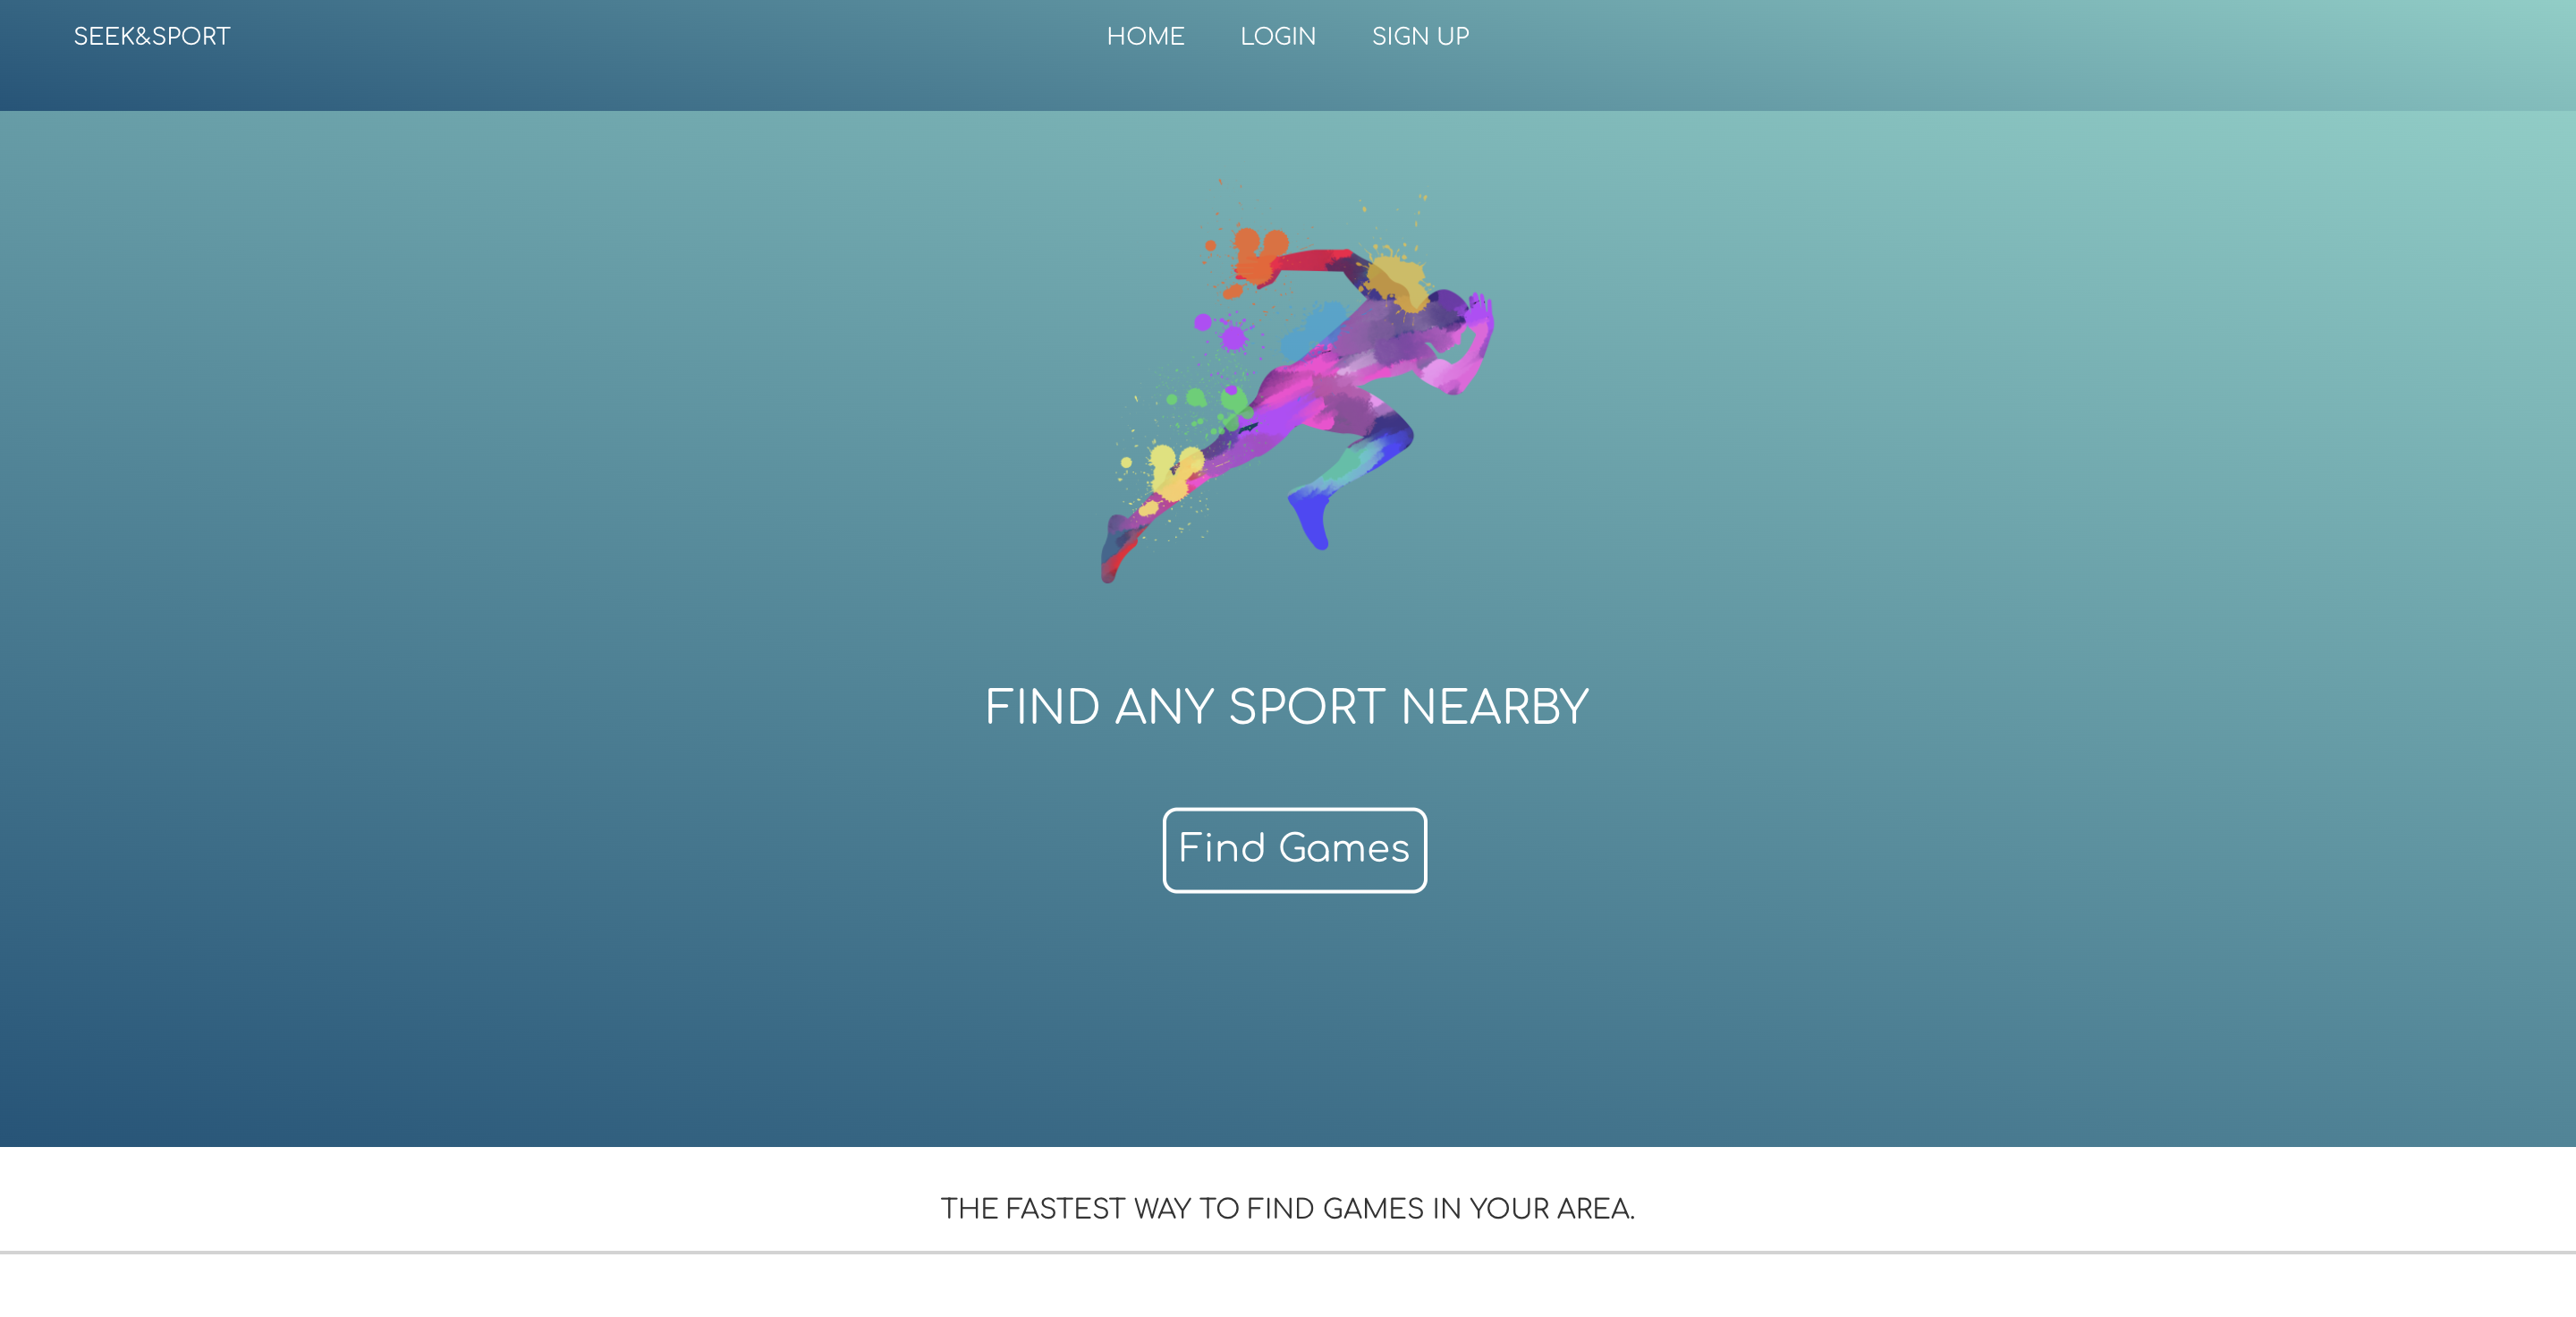 SEEK&SPORT
HOME LOGIN SIGN UP
FIND ANY SPORT NEARBY
Find Games
THE FASTEST WAY TO FIND GAMES IN YOUR AREA.